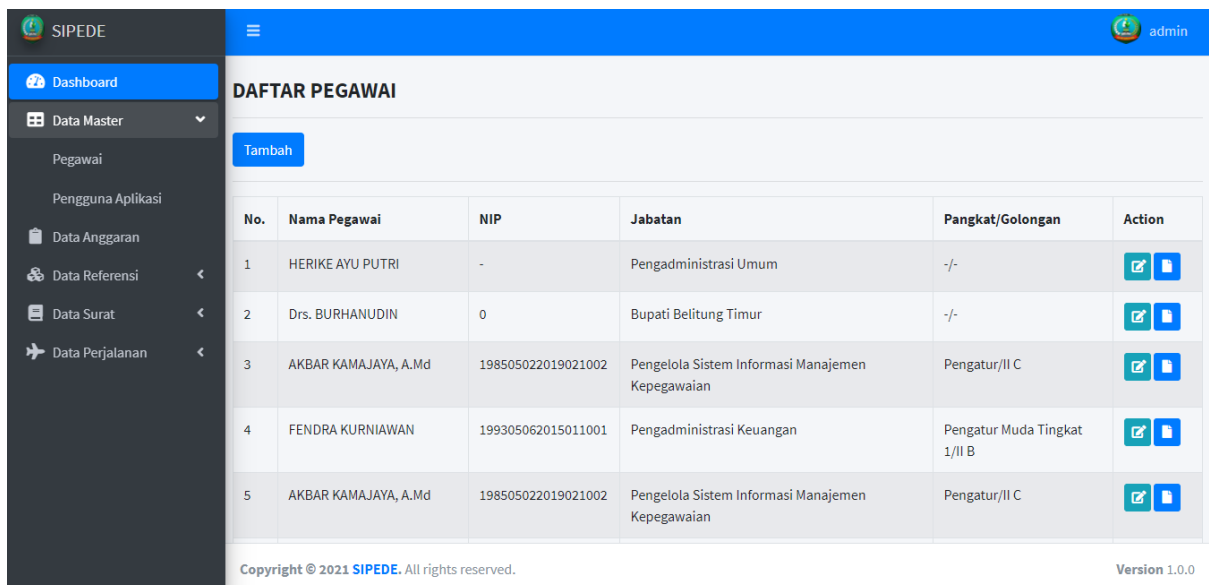 SIPEDE
admin
Dashboard
Data Master
Pegawai
Pengguna Aplikasi
Data Anggaran
Data Referensi
Data Surat
Data Perjalanan
DAFTAR PEGAWAI
Tambah
No. Nama Pegawai NIP Jabatan Pangkat/Golongan Action
1 HERIKE AYU PUTRI - Pengadministrasi Umum -/-
2 Drs. BURHANUDIN 0 Bupati Belitung Timur -/-
3 AKBAR KAMAJAYA, A.Md 198505022019021002 Pengelola Sistem Informasi Manajemen Pengatur/II C
Kepegawaian
4 FENDRA KURNIAWAN 199305062015011001 Pengadministrasi Keuangan Pengatur Muda Tingkat
1/II B
5 AKBAR KAMAJAYA, A.Md 198505022019021002 Pengelola Sistem Informasi Manajemen Pengatur/II C
Kepegawaian
Copyright © 2021 SIPEDE. All rights reserved. Version 1.0.0